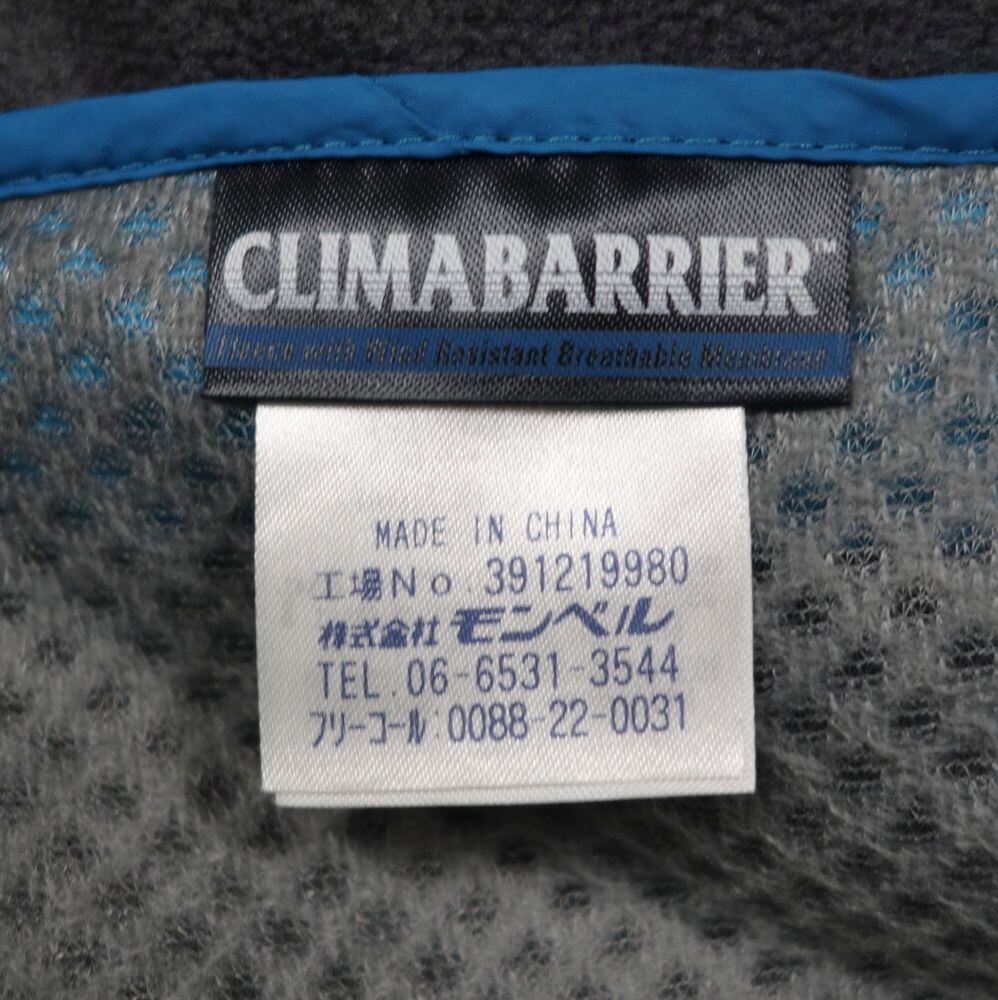 CLIMABARRIER™
Fleece with Wind Resistant Breathable Membrane
MADE IN CHINA
工場No.391219980
株式会社モンベル
TEL.06-6531-3544
フリーコール:0088-22-0031